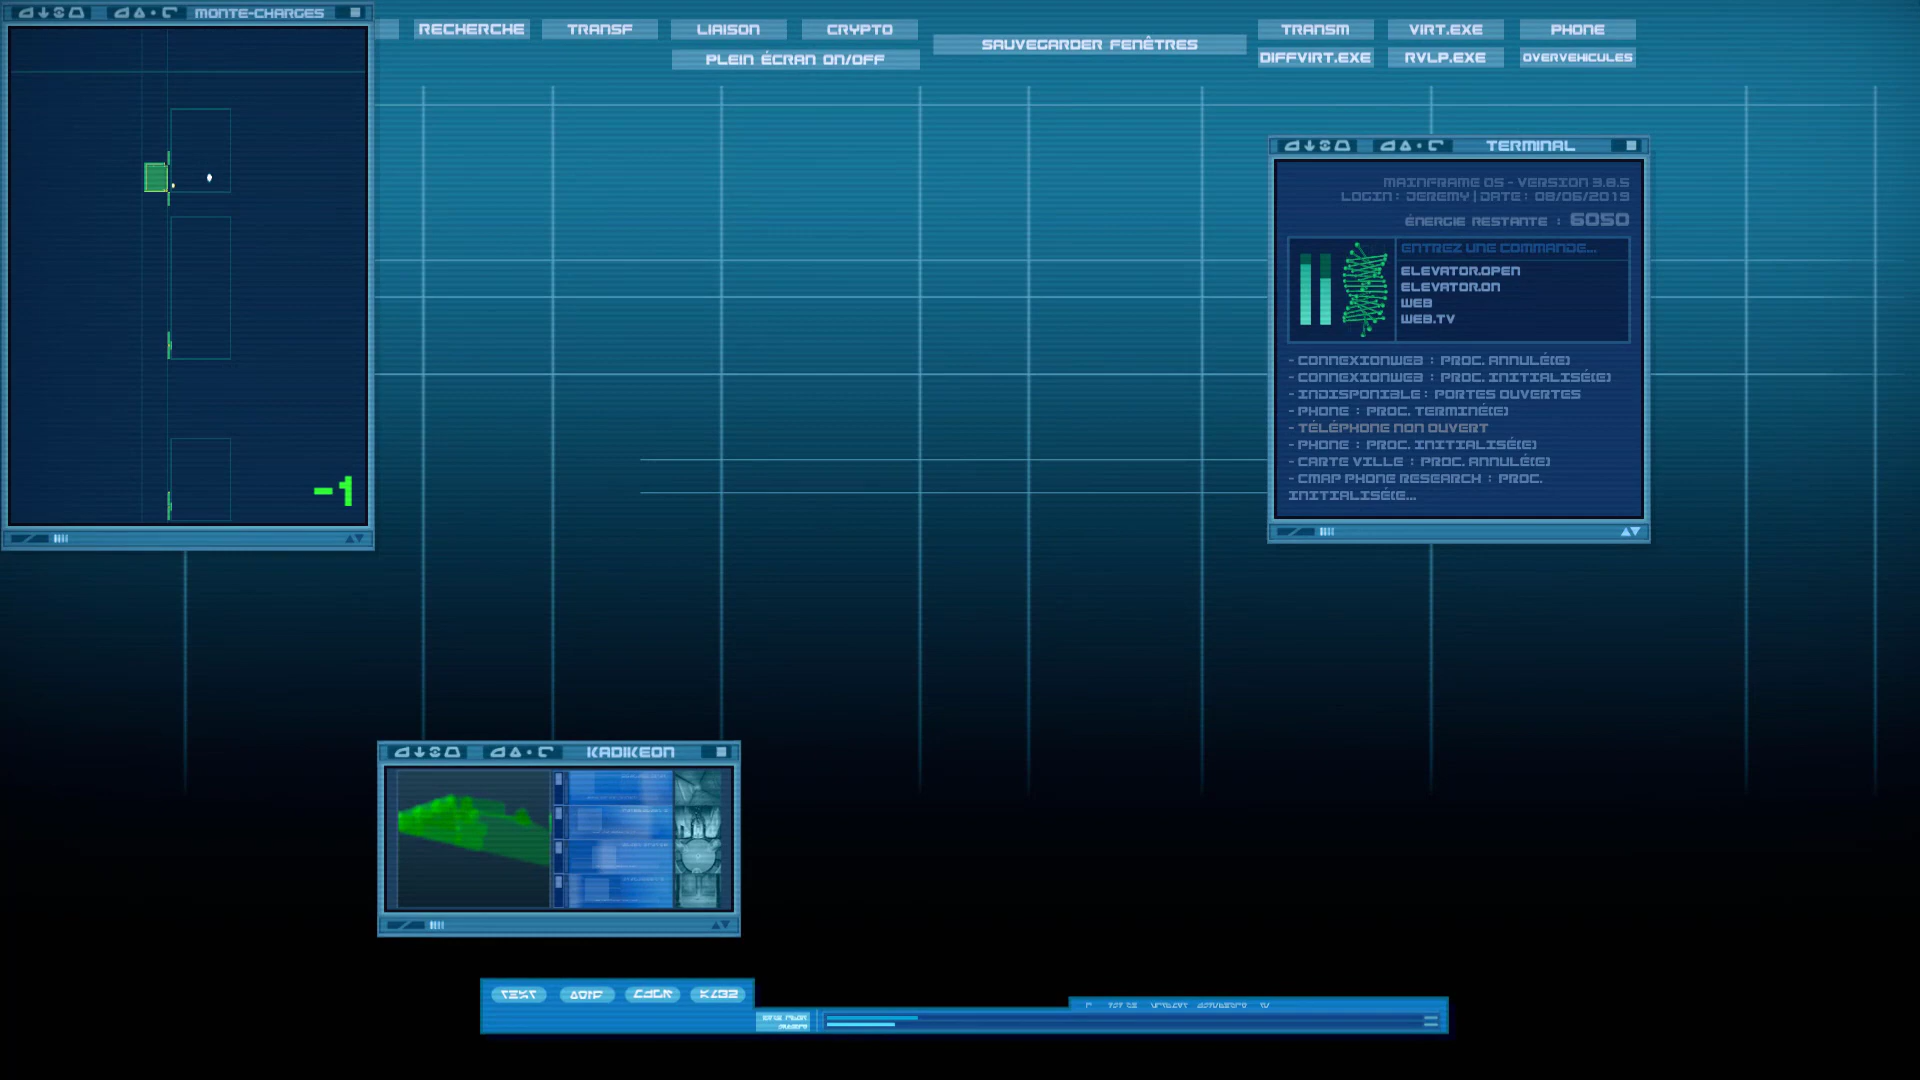 MONTE-CHARGES
RECHERCHE
TRANSF
LIAISON
CRYPTO
PLEIN ÉCRAN ON/OFF
SAUVEGARDER FENÊTRES
TRANSM
VIRT.EXE
PHONE
DIFFVIRT.EXE
RVLP.EXE
OVERVEHICULES
-1
TERMINAL
MAINFRAME OS - VERSION 3.8.5
LOGIN : JEREMY | DATE : 08/06/2019
ÉNERGIE RESTANTE : 6050
ENTREZ UNE COMMANDE...
ELEVATOR.OPEN
ELEVATOR.ON
WEB
WEB.TV
- CONNEXIONWEB : PROC. ANNULÉ(E)
- CONNEXIONWEB : PROC. INITIALISÉ(E)
- INDISPONIBLE : PORTES OUVERTES
- PHONE : PROC. TERMINÉ(E)
- TÉLÉPHONE NON OUVERT
- PHONE : PROC. INITIALISÉ(E)
- CARTE VILLE : PROC. ANNULÉ(E)
- CMAP PHONE RESEARCH : PROC.
INITIALISÉ(E...
KADIKEON